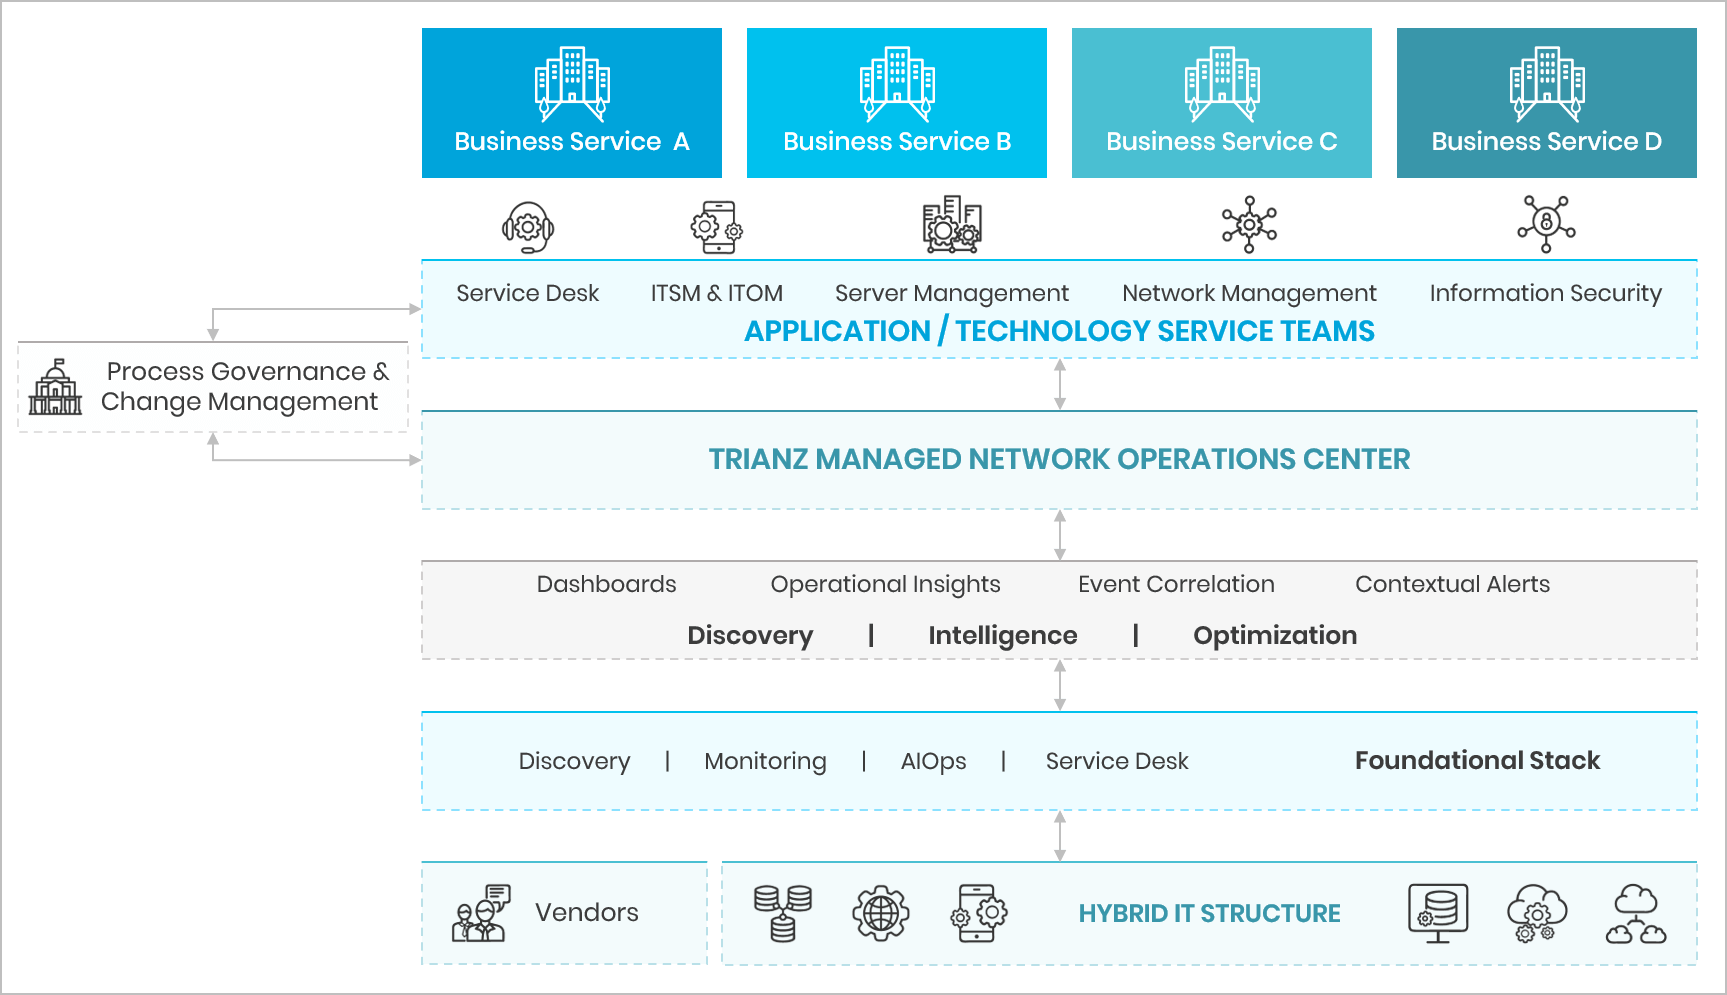 Business Service A
Business Service B
Business Service C
Business Service D
Service Desk
ITSM & ITOM
Server Management
Network Management
Information Security
APPLICATION / TECHNOLOGY SERVICE TEAMS
Process Governance &
Change Management
TRIANZ MANAGED NETWORK OPERATIONS CENTER
Dashboards
Operational Insights
Event Correlation
Contextual Alerts
Discovery | Intelligence | Optimization
Discovery | Monitoring | AIOps | Service Desk
Foundational Stack
Vendors
HYBRID IT STRUCTURE